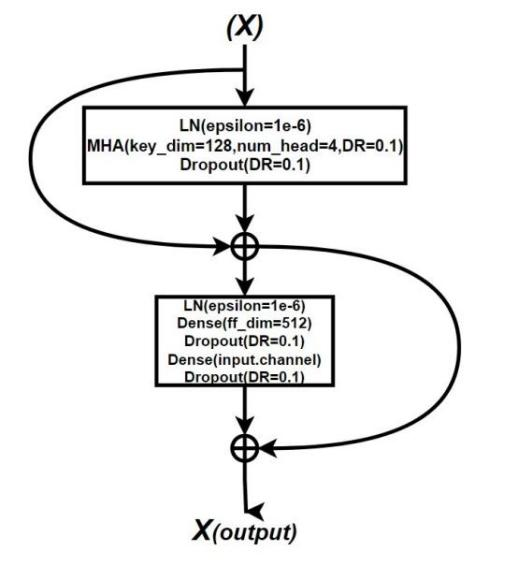 (X)
LN(epsilon=1e-6)
MHA(key_dim=128,num_head=4,DR=0.1)
Dropout(DR=0.1)
LN(epsilon=1e-6)
Dense(ff_dim=512)
Dropout(DR=0.1)
Dense(input.channel)
Dropout(DR=0.1)
X(output)